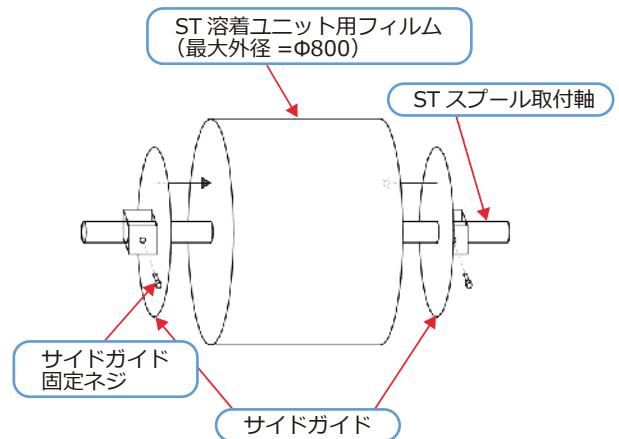 ST 溶着ユニット用フィルム
（最大外径 =Φ800）
ST スプール取付軸
サイドガイド
固定ネジ
サイドガイド